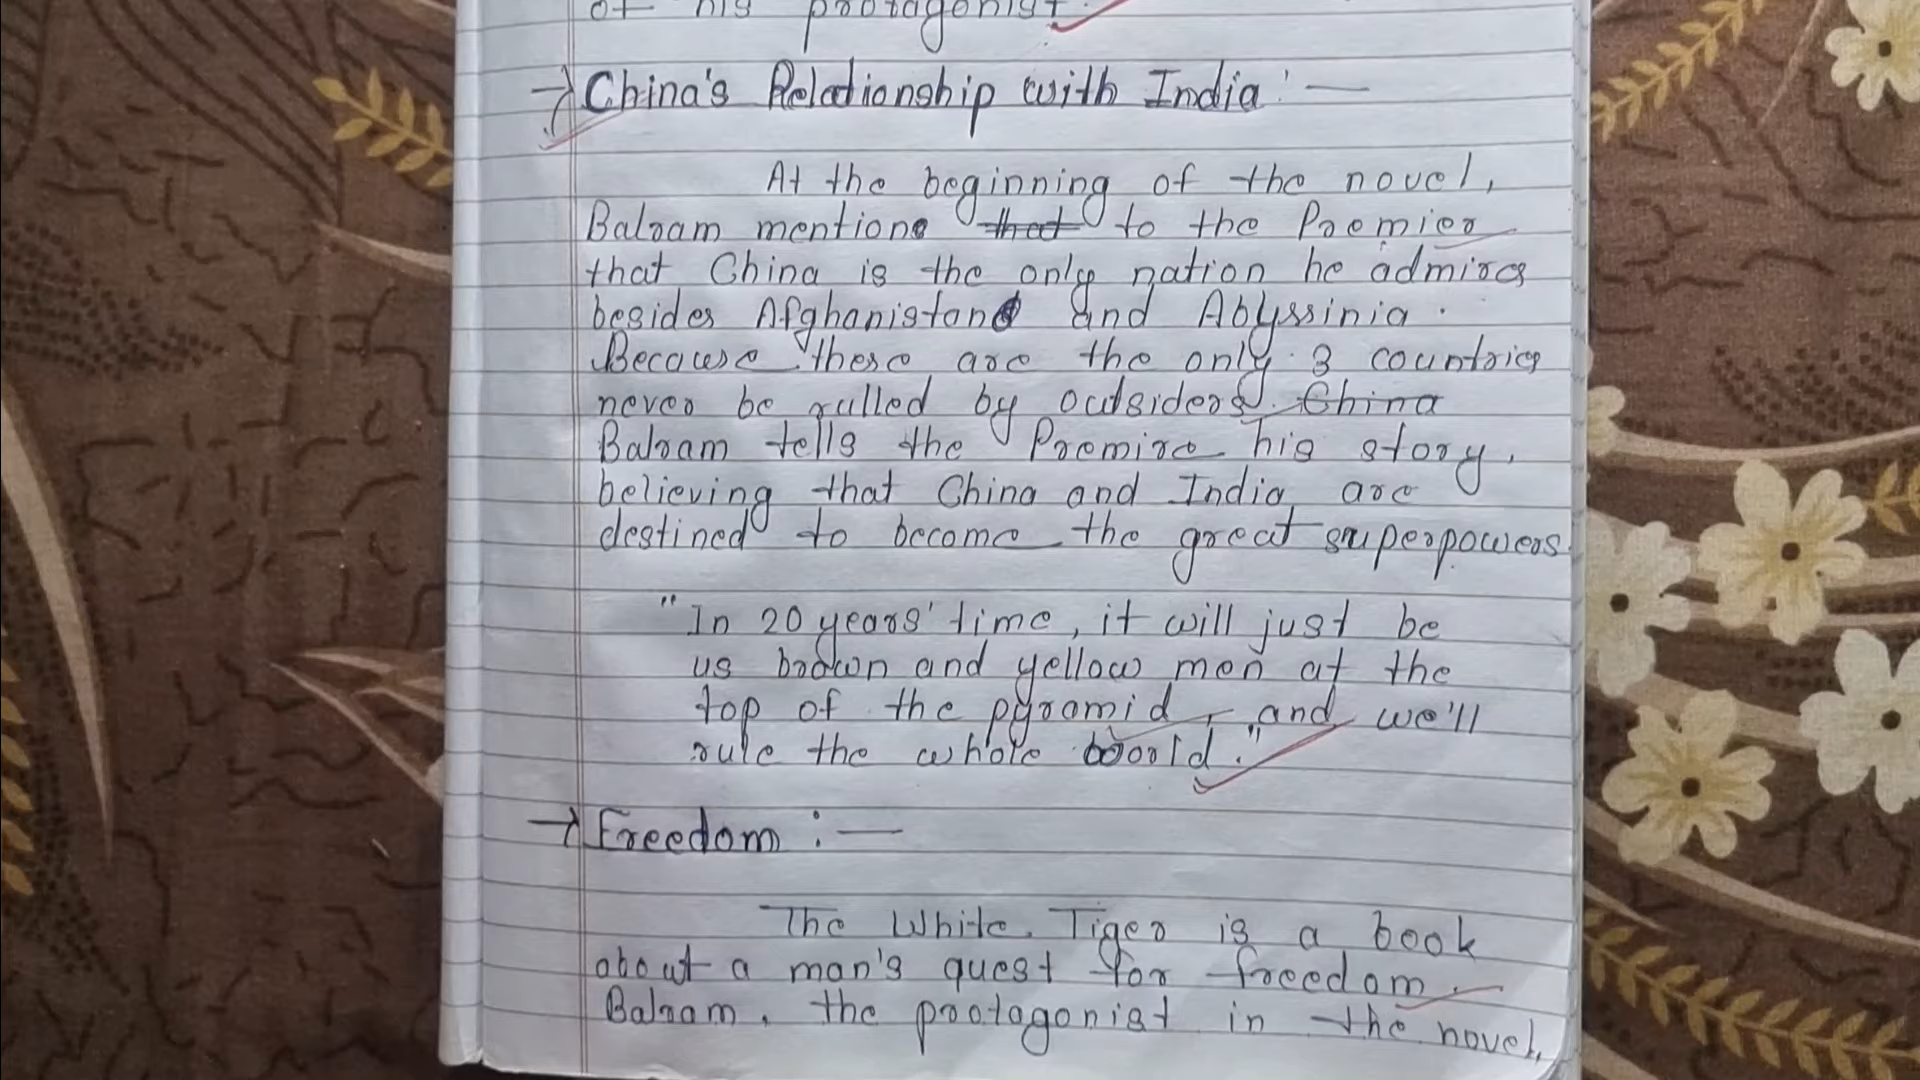 of his protagonist.
→ China's Relationship with India :—
At the beginning of the novel,
Balram mentions that to the Premier
that China is the only nation he admires
besides Afghanistan and Abyssinia.
Because these are the only 3 countries
never be rulled by outsiders. China
Balram tells the Premire his story,
believing that China and India are
destined to become the great superpowers.
"In 20 years' time, it will just be
us brown and yellow men at the
top of the pyramid, and we'll
rule the whole world."
→ Freedom :—
The White Tiger is a book
about a man's quest for freedom.
Balram, the protagonist in the novel,